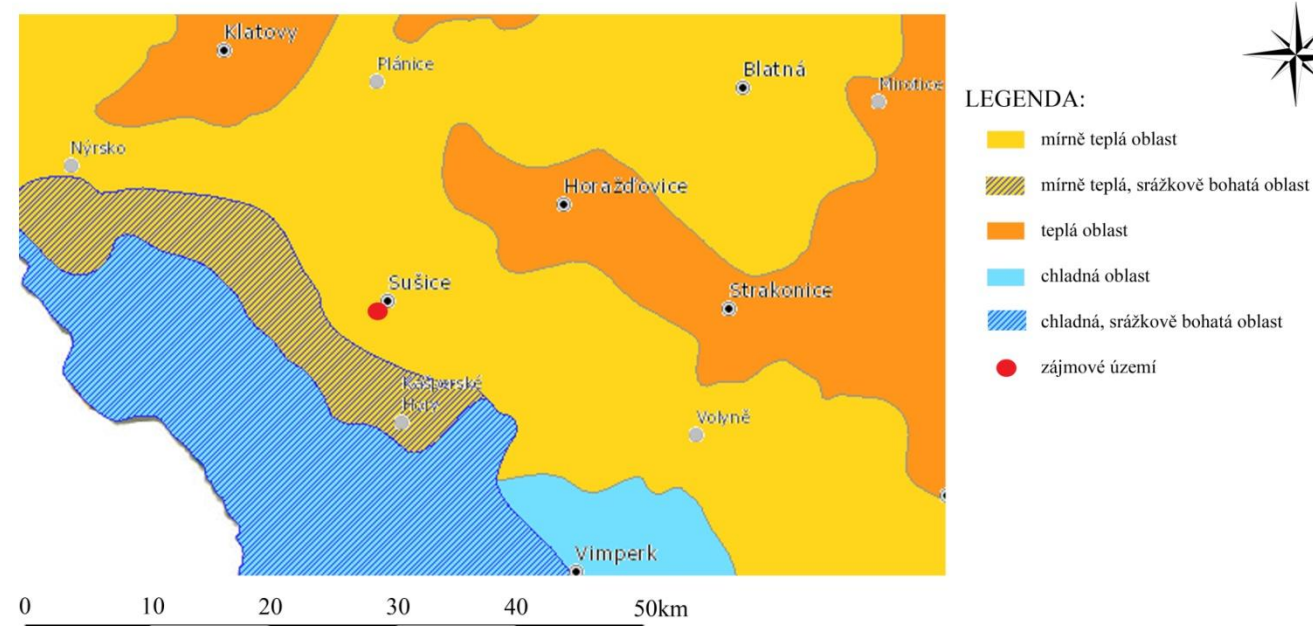 Klatovy
Plánice
Blatná
Mirotice
Nýrsko
Horažďovice
Sušice
Strakonice
Kašperské
Hory
Volyně
Vimperk
LEGENDA:
mírně teplá oblast
mírně teplá, srážkově bohatá oblast
teplá oblast
chladná oblast
chladná, srážkově bohatá oblast
zájmové území
0 10 20 30 40 50km